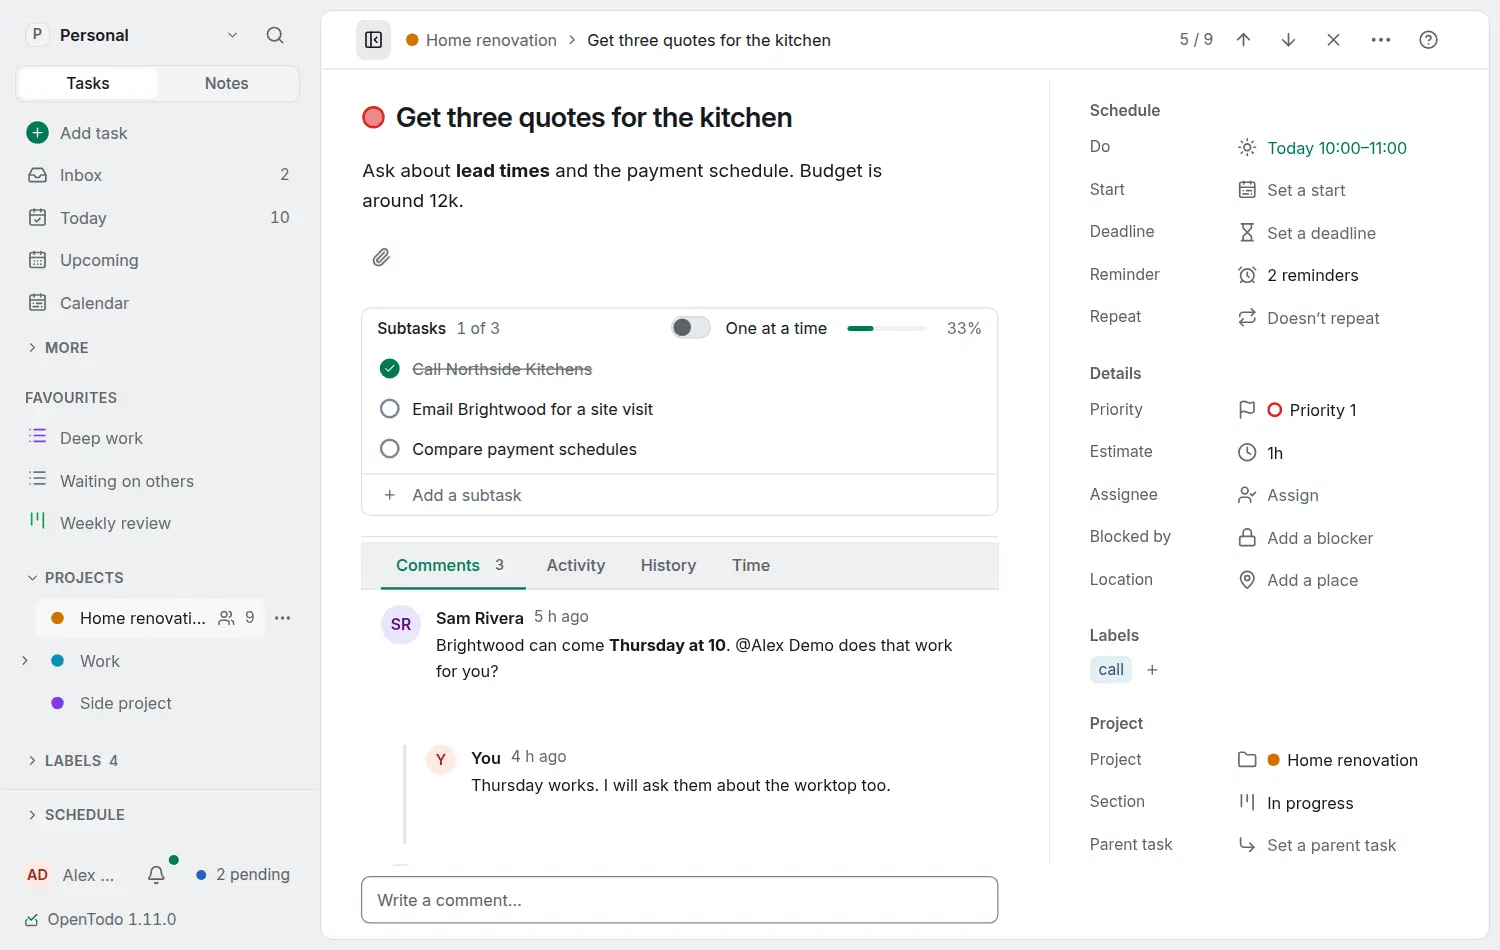 P Personal
Tasks Notes
Add task
Inbox 2
Today 10
Upcoming
Calendar
MORE
FAVOURITES
Deep work
Waiting on others
Weekly review
PROJECTS
Home renovati... 9
Work
Side project
LABELS 4
SCHEDULE
AD Alex ... 2 pending
OpenTodo 1.11.0
Home renovation > Get three quotes for the kitchen
5 / 9
Get three quotes for the kitchen
Ask about lead times and the payment schedule. Budget is
around 12k.
Subtasks 1 of 3 One at a time 33%
Call Northside Kitchens
Email Brightwood for a site visit
Compare payment schedules
+ Add a subtask
Comments 3 Activity History Time
SR Sam Rivera 5 h ago
Brightwood can come Thursday at 10. @Alex Demo does that work
for you?
Y You 4 h ago
Thursday works. I will ask them about the worktop too.
Write a comment...
Schedule
Do Today 10:00–11:00
Start Set a start
Deadline Set a deadline
Reminder 2 reminders
Repeat Doesn't repeat
Details
Priority Priority 1
Estimate 1h
Assignee Assign
Blocked by Add a blocker
Location Add a place
Labels
call +
Project
Project Home renovation
Section In progress
Parent task Set a parent task